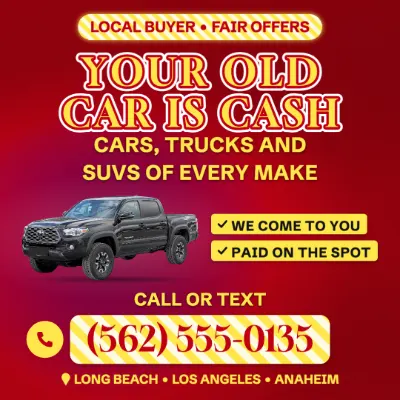 LOCAL BUYER • FAIR OFFERS
YOUR OLD
CAR IS CASH
CARS, TRUCKS AND
SUVS OF EVERY MAKE
WE COME TO YOU
PAID ON THE SPOT
CALL OR TEXT
(562) 555-0135
LONG BEACH • LOS ANGELES • ANAHEIM